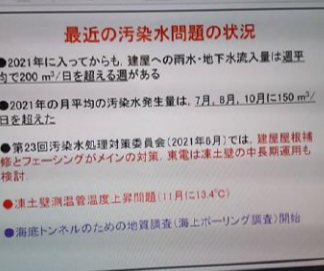 最近の汚染水問題の状況
●2021年に入ってからも、建屋への雨水・地下水流入量は週平
均で200 m³/日を超える週がある
●2021年の月平均の汚染水発生量は、7月, 8月, 10月に150 m³/
日を超えた
●第23回汚染水処理対策委員会（2021年6月）では、建屋屋根補
修とフェーシングがメインの対策. 東電は凍土壁の中長期運用も
検討.
●凍土壁測温管温度上昇問題（11月に13.4℃）
●海底トンネルのための地質調査（海上ボーリング調査）開始